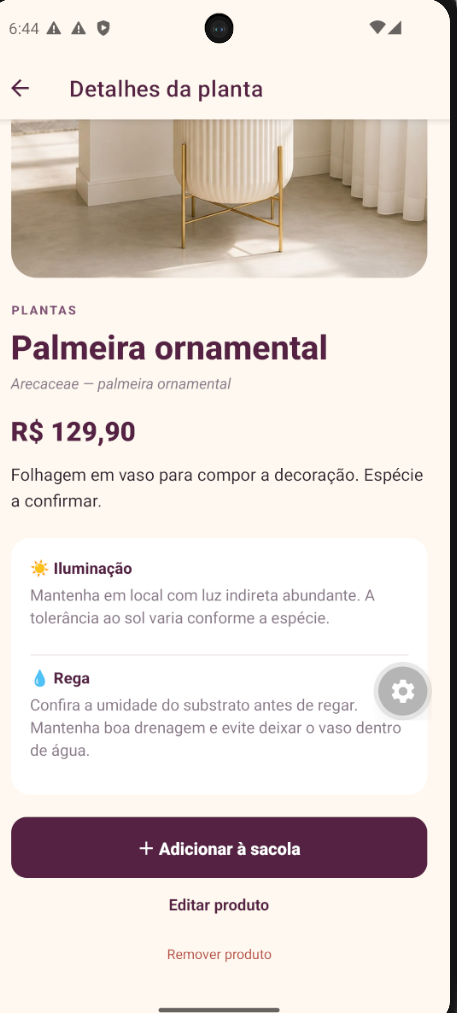 6:44
Detalhes da planta
PLANTAS
Palmeira ornamental
Arecaceae — palmeira ornamental
R$ 129,90
Folhagem em vaso para compor a decoração. Espécie
a confirmar.
☀️ Iluminação
Mantenha em local com luz indireta abundante. A
tolerância ao sol varia conforme a espécie.
💧 Rega
Confira a umidade do substrato antes de regar.
Mantenha boa drenagem e evite deixar o vaso dentro
de água.
+ Adicionar à sacola
Editar produto
Remover produto